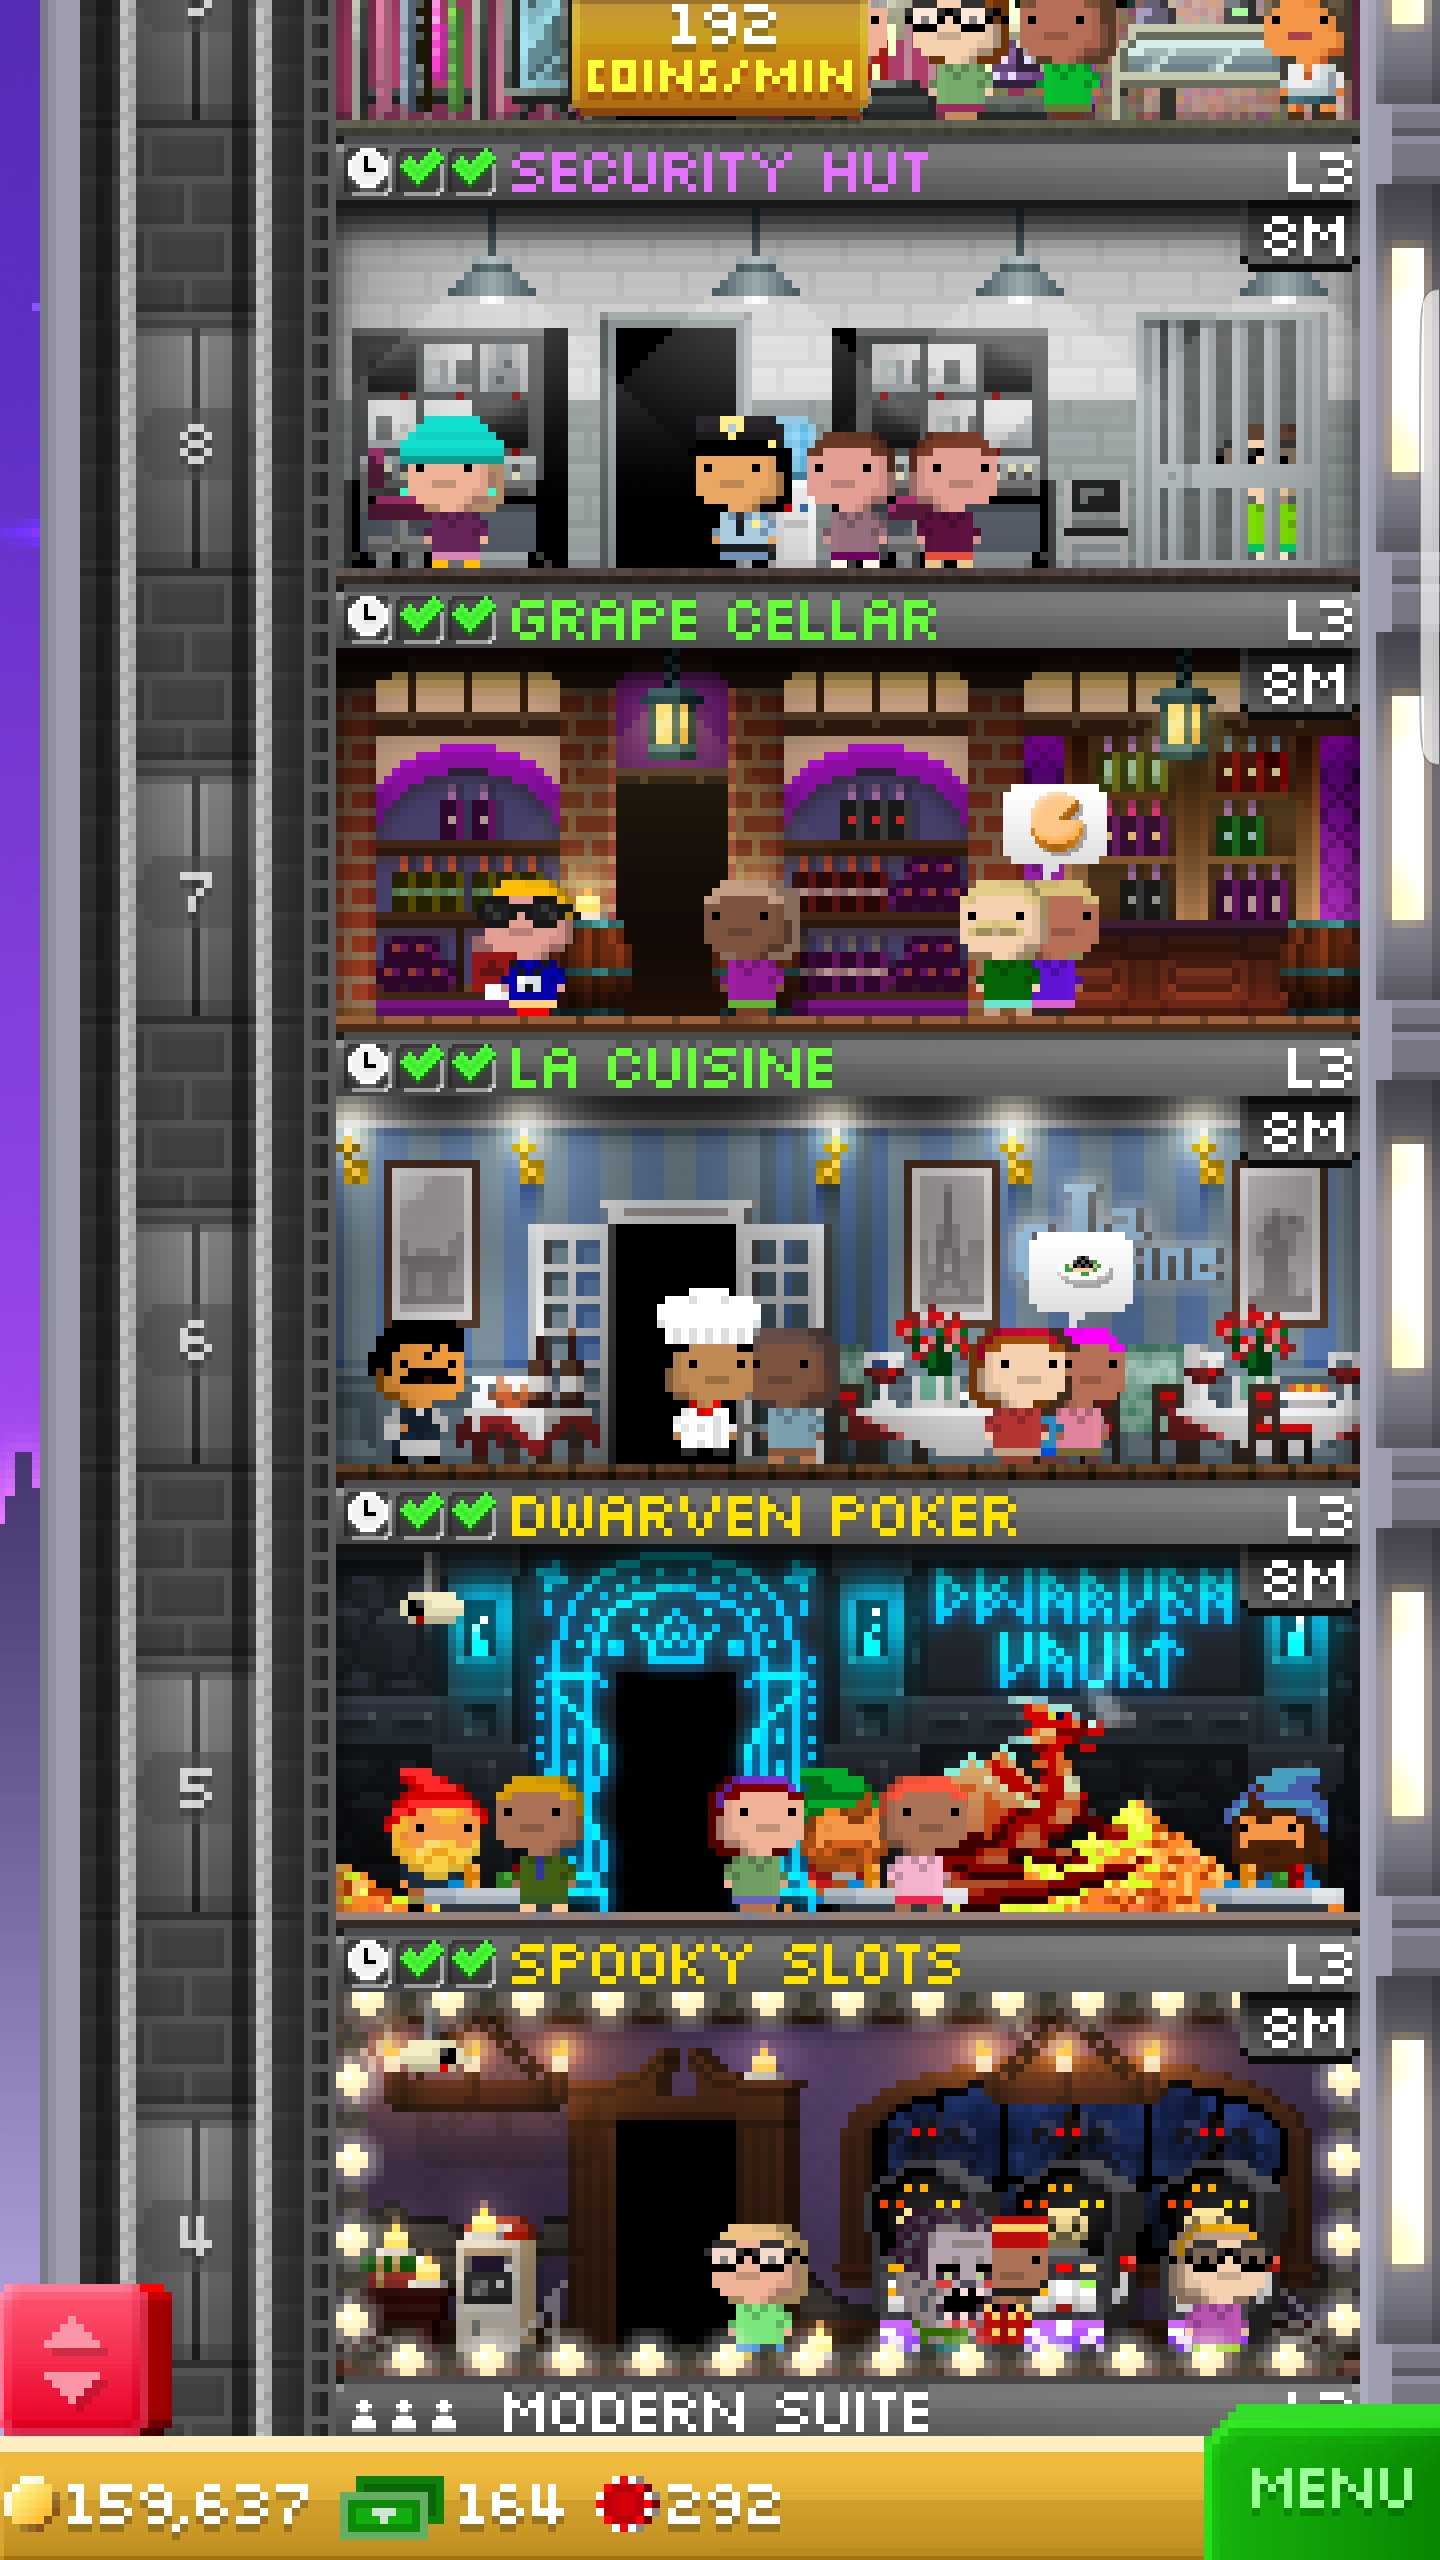 192
COINS/MIN
SECURITY HUT L3
8M
8
GRAPE CELLAR L3
8M
7
LA CUISINE L3
8M
6
DWARVEN POKER L3
8M
DWARVEN
VAULT
5
SPOOKY SLOTS L3
8M
4
MODERN SUITE
159,637 164 292
MENU